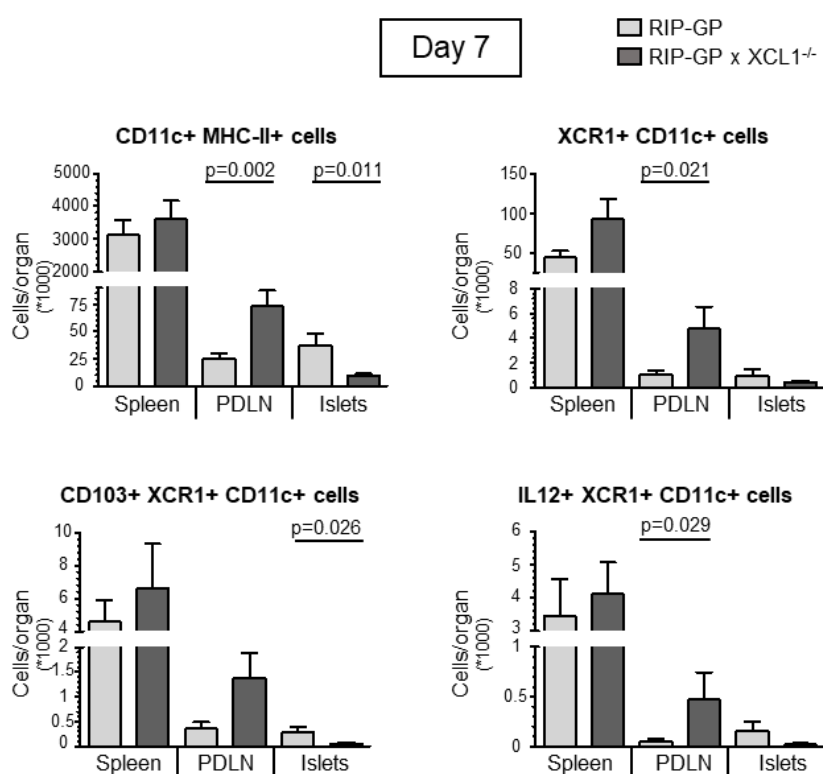 Day 7
RIP-GP
RIP-GP x XCL1-/-
CD11c+ MHC-II+ cells
p=0.002
p=0.011
Cells/organ
(*1000)
5000
4000
3000
2000
75
50
25
0
Spleen
PDLN
Islets
XCR1+ CD11c+ cells
p=0.021
Cells/organ
(*1000)
150
100
50
8
6
4
2
0
Spleen
PDLN
Islets
CD103+ XCR1+ CD11c+ cells
p=0.026
Cells/organ
(*1000)
10
8
6
4
2
1.5
1
0.5
0
Spleen
PDLN
Islets
IL12+ XCR1+ CD11c+ cells
p=0.029
Cells/organ
(*1000)
6
5
4
3
1
0.5
0
Spleen
PDLN
Islets